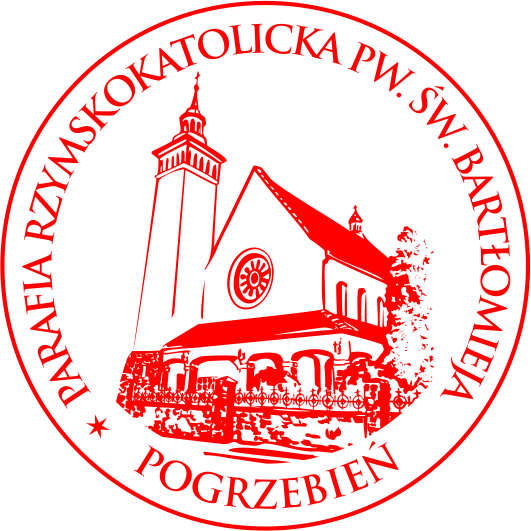 PARAFIA RZYMSKOKATOLICKA PW. ŚW. BARTŁOMIEJA
POGRZEBIEŃ